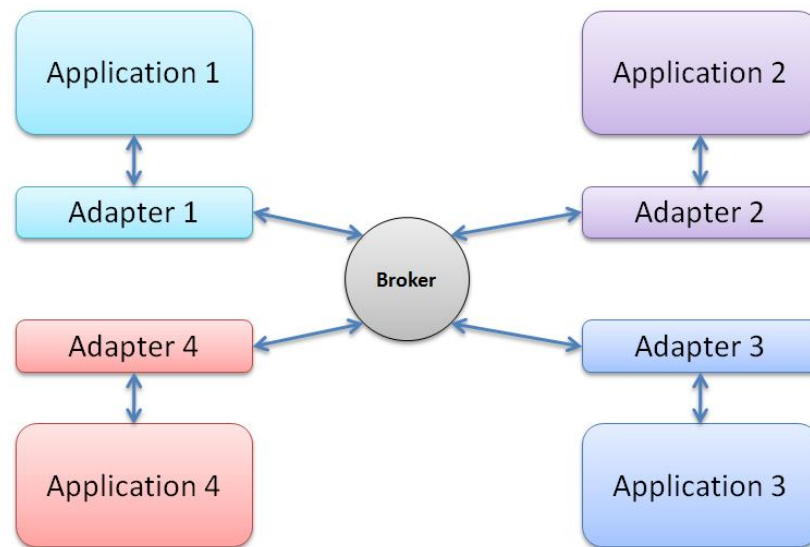 Application 1
Application 2
Adapter 1
Adapter 2
Broker
Adapter 4
Adapter 3
Application 4
Application 3